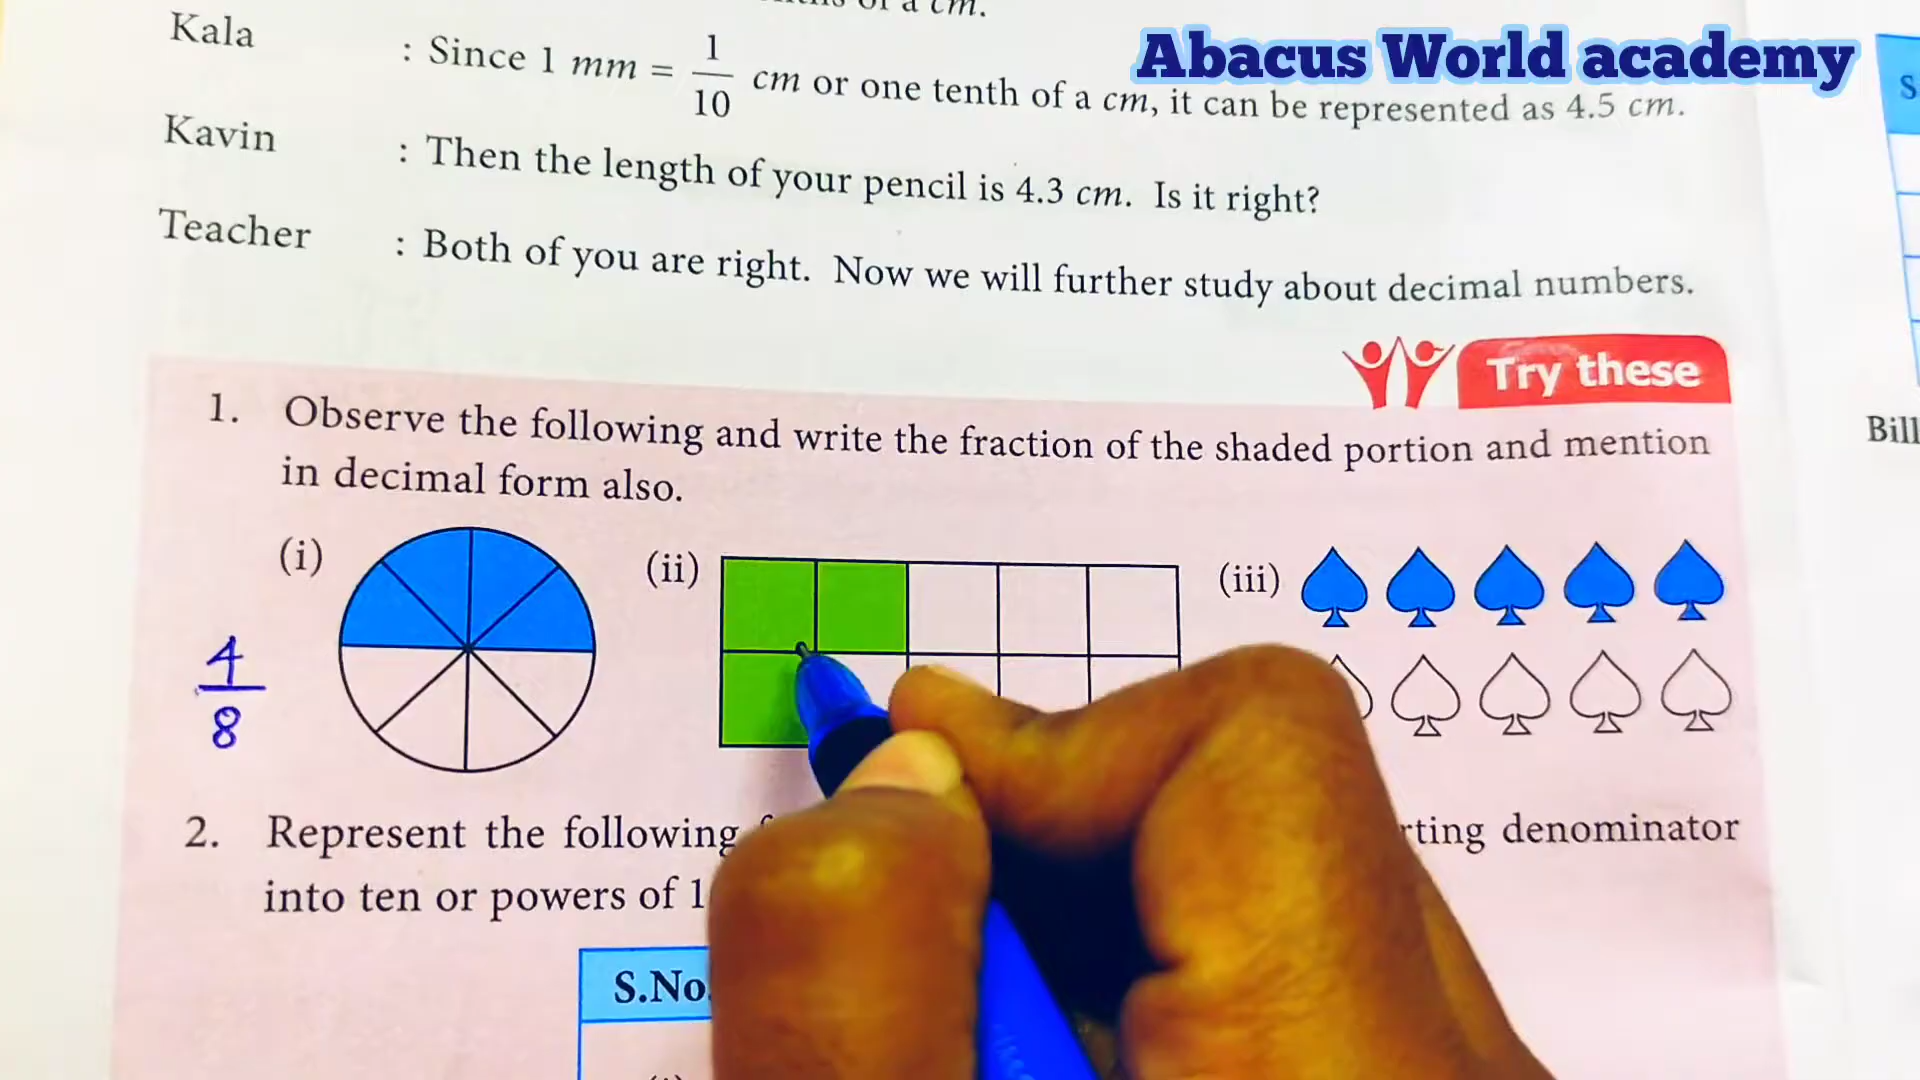 of a cm.
Abacus World academy
Kala : Since 1 mm = 1/10 cm or one tenth of a cm, it can be represented as 4.5 cm.
Kavin : Then the length of your pencil is 4.3 cm. Is it right?
Teacher : Both of you are right. Now we will further study about decimal numbers.
Try these
1. Observe the following and write the fraction of the shaded portion and mention
in decimal form also.
(i) (ii) (iii)
4/8
2. Represent the following denominator
into ten or powers of 1
S.No.
S
Bill